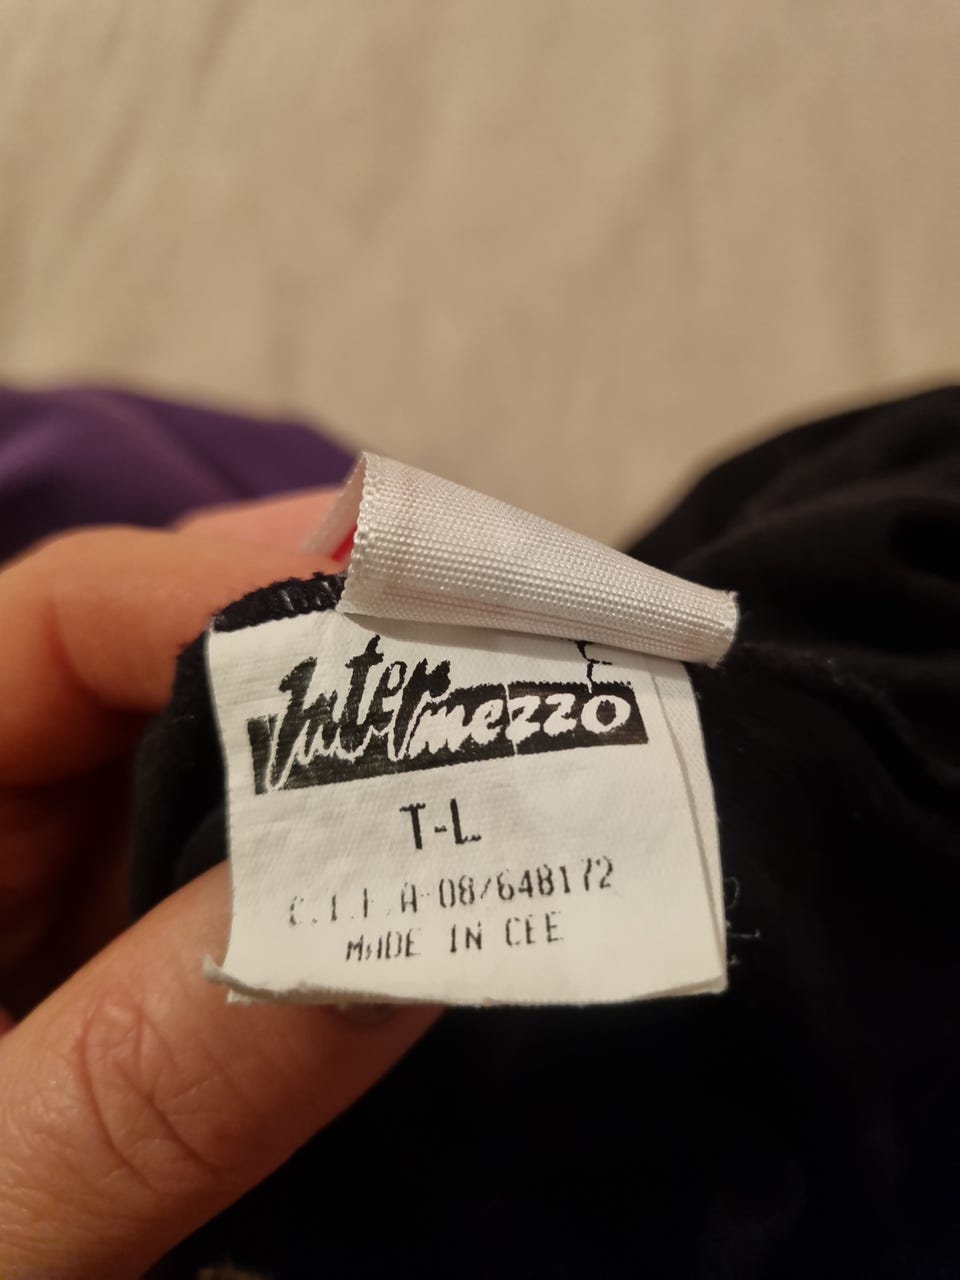 Intermezzo
T-L
C.I.F. A-08/648172
MADE IN CEE